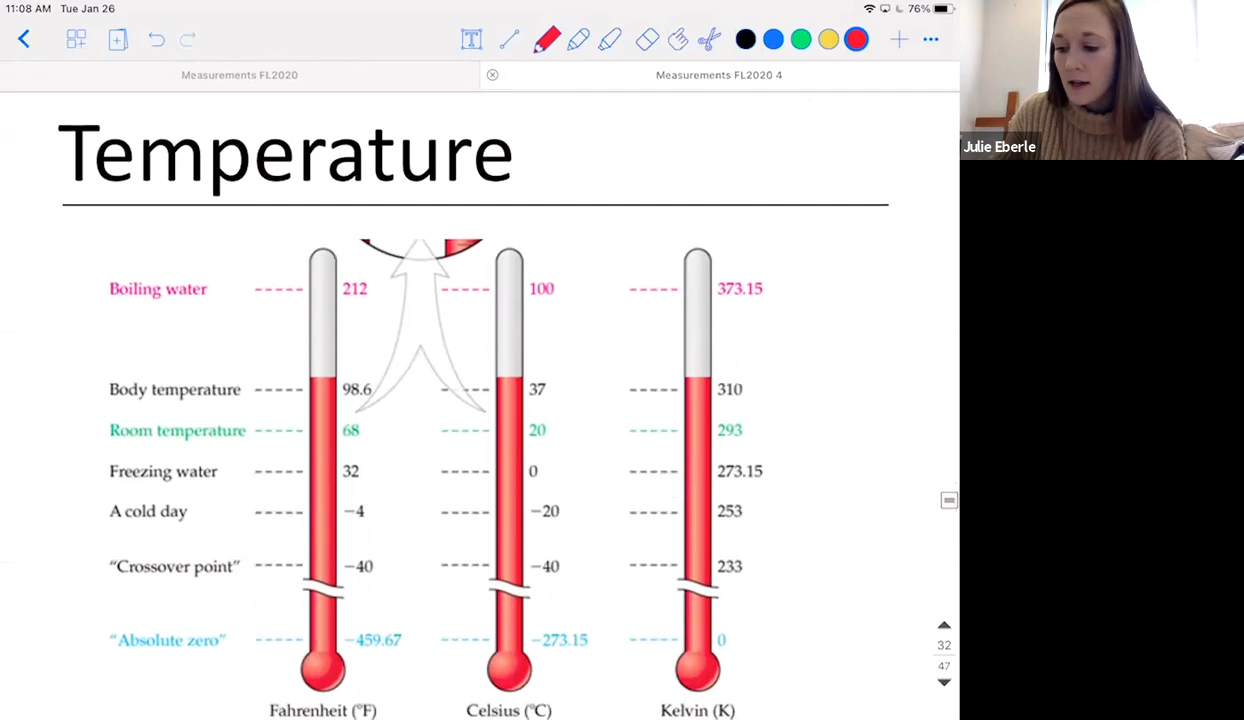 11:08 AM Tue Jan 26
76%
T
Measurements FL2020
Measurements FL2020 4
Julie Eberle
Temperature
Boiling water 212 100 373.15
Body temperature 98.6 37 310
Room temperature 68 20 293
Freezing water 32 0 273.15
A cold day −4 −20 253
“Crossover point” −40 −40 233
“Absolute zero” −459.67 −273.15 0
Fahrenheit (°F) Celsius (°C) Kelvin (K)
32
47